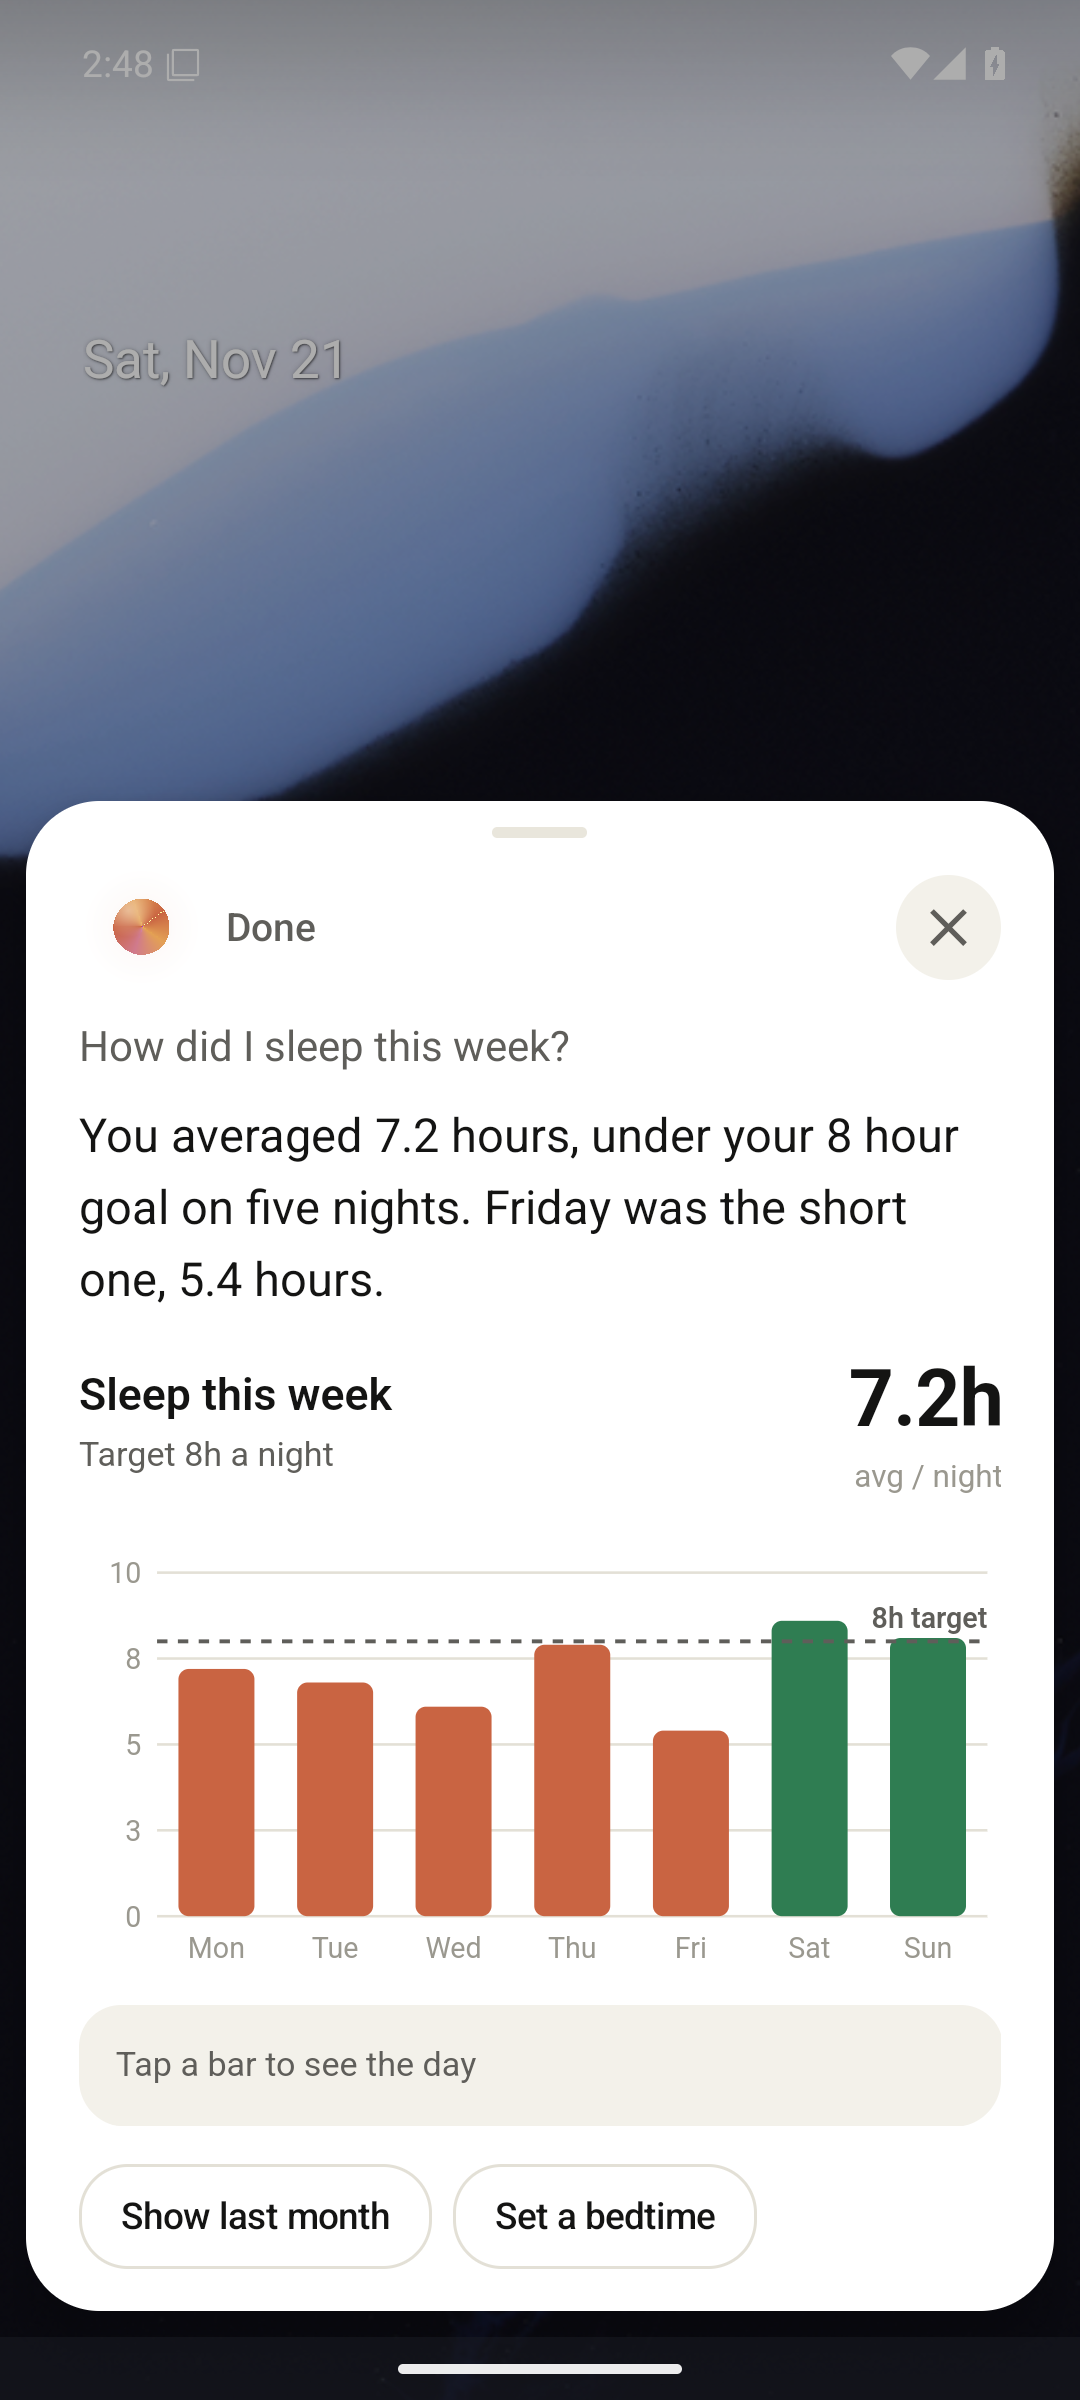 2:48
Sat, Nov 21
Done
How did I sleep this week?
You averaged 7.2 hours, under your 8 hour
goal on five nights. Friday was the short
one, 5.4 hours.
Sleep this week
7.2h
Target 8h a night
avg / night
10
8h target
8
5
3
0
Mon Tue Wed Thu Fri Sat Sun
Tap a bar to see the day
Show last month
Set a bedtime